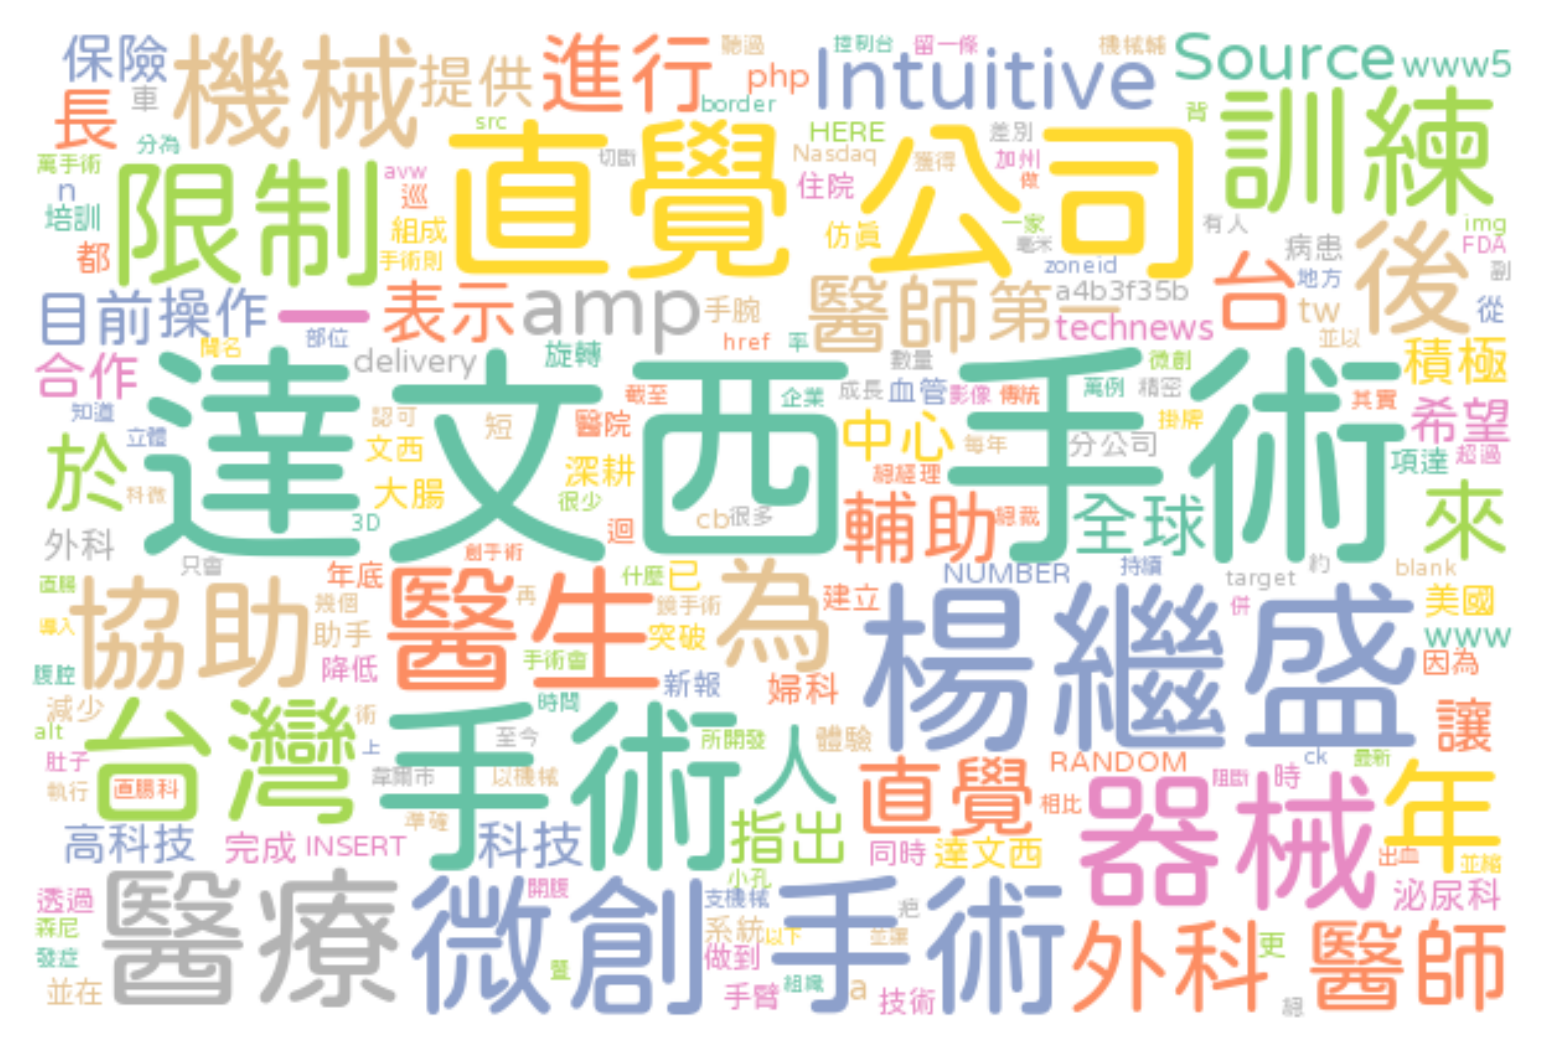 保險
機械
提供
進行
聽過
php
Intuitive
控制台
留一條
機械輔
Source
www5
長
車
border
src
直覺
公司
HERE
差別
背
訓練
分為
切斷
Nasdaq
獲得
加州
做
萬手術
n
限制
avw
巡
住院
培訓
組成
仿真
一家
毫米
有人
img
FDA
都
手術則
zoneid
病患
後
副
目前
操作
一
表示
amp
手腕
醫師
第一
a4b3f35b
台
地方
tw
從
部位
href
率
technews
並以
聞名
合作
delivery
旋轉
數量
微創
積極
達文西手術
知道
認可
短
截至
企業
成長
血管
影像
傳統
萬例
精密
其實
希望
立體
文西
醫院
中心
每年
分公司
掛牌
於
大腸
深耕
總經理
項達
超過
科微
很少
3D
迴
cb
很多
輔助
總裁
全球
來
外科
只會
創手術
年底
什麼
已
NUMBER
持續
target
約
blank
直腸
協助
幾個
醫生
再
鏡手術
為
建立
楊繼盛
併
美國
導入
助手
突破
www
腹腔
降低
手術會
新報
婦科
因為
減少
台灣
術
時間
手術
人
體驗
讓
alt
上
至今
所開發
肚子
韋爾市
以機械
直覺
RANDOM
ck
最新
執行
直腸科
相比
器械
阻斷
時
年
高科技
準確
完成
INSERT
科技
指出
同時
達文西
出血
並縮
小孔
透過
醫療
微創手術
開腹
支機械
疤
泌尿科
森尼
系統
以下
並讓
外科
更
醫師
發症
暨
做到
並在
手臂
組織
a
技術
總